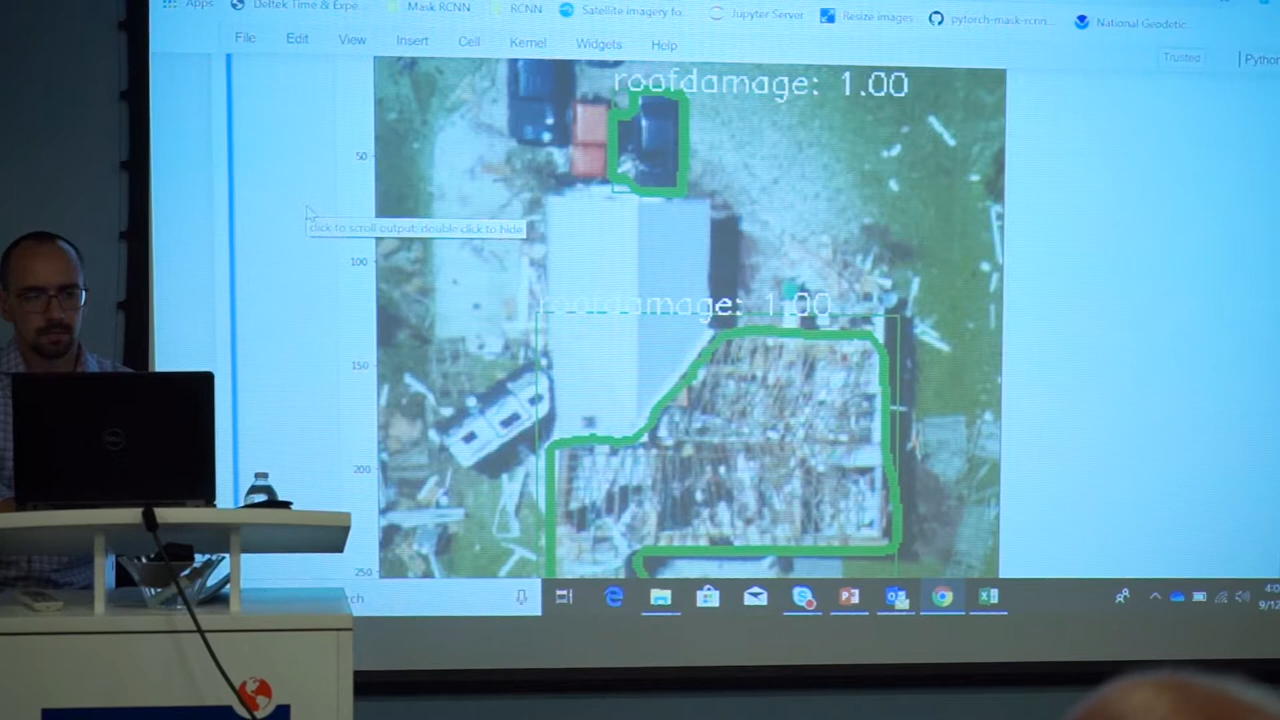 Apps Deltek Time & Expe... Mask RCNN RCNN Satellite imagery fo... Jupyter Server Resize images pytorch-mask-rcnn... National Geodetic...
File Edit View Insert Cell Kernel Widgets Help
Trusted Python
roofdamage: 1.00
50
click to scroll output; double click to hide
100
roofdamage: 1.00
150
200
250
DELL